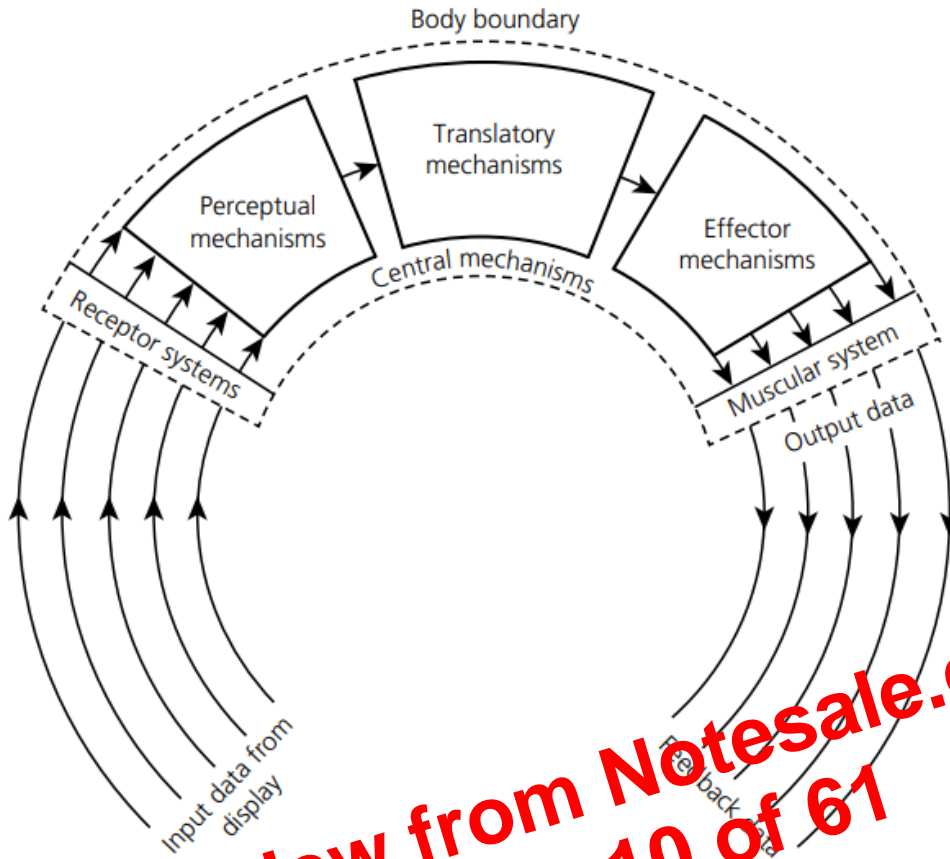 Body boundary
Translatory
mechanisms
Perceptual
mechanisms
Effector
mechanisms
Central mechanisms
Receptor systems
Muscular system
Output data
Input data from
display
Feedback data
from Notesale.
10 of 61